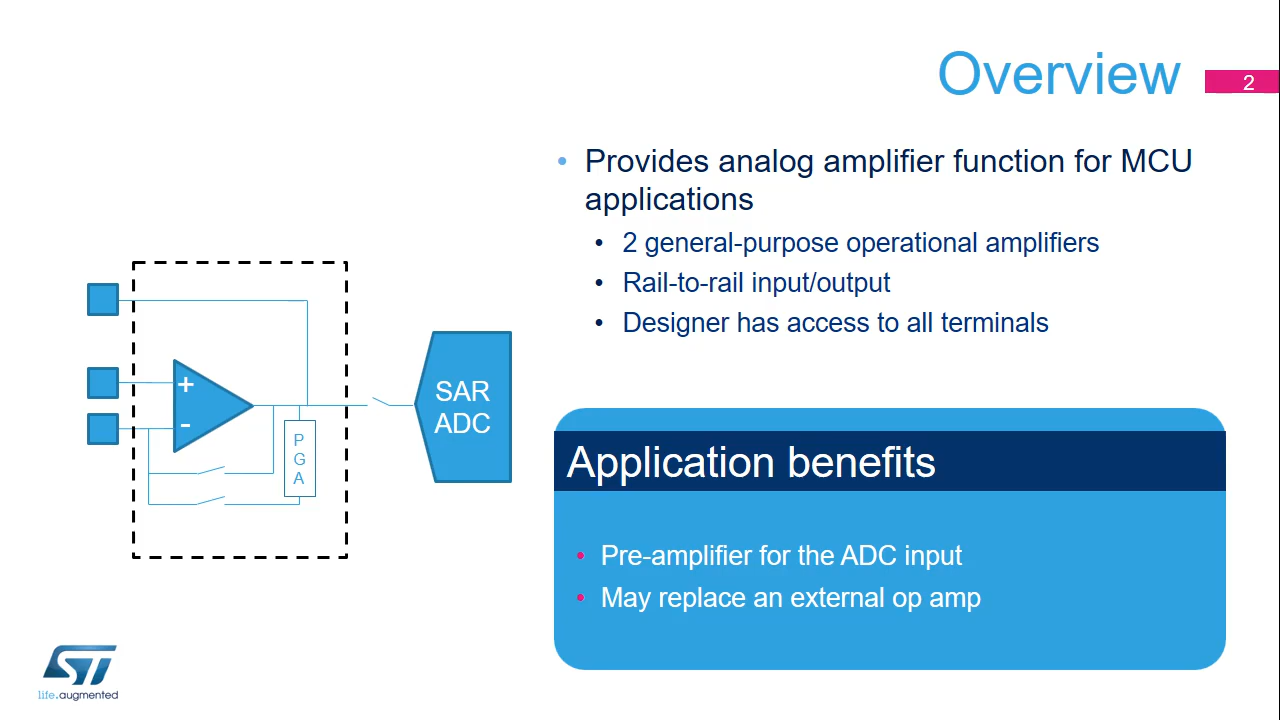 Overview
2
• Provides analog amplifier function for MCU
applications
• 2 general-purpose operational amplifiers
• Rail-to-rail input/output
• Designer has access to all terminals
+
-
P
G
A
SAR
ADC
Application benefits
• Pre-amplifier for the ADC input
• May replace an external op amp
ST
life.augmented